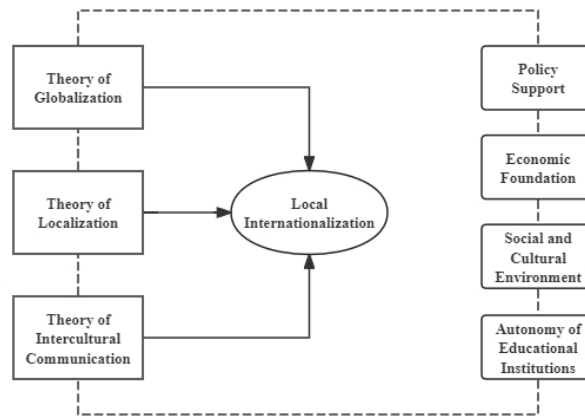 Theory of
Globalization
Theory of
Localization
Theory of
Intercultural
Communication
Local
Internationalization
Policy
Support
Economic
Foundation
Social and
Cultural
Environment
Autonomy of
Educational
Institutions